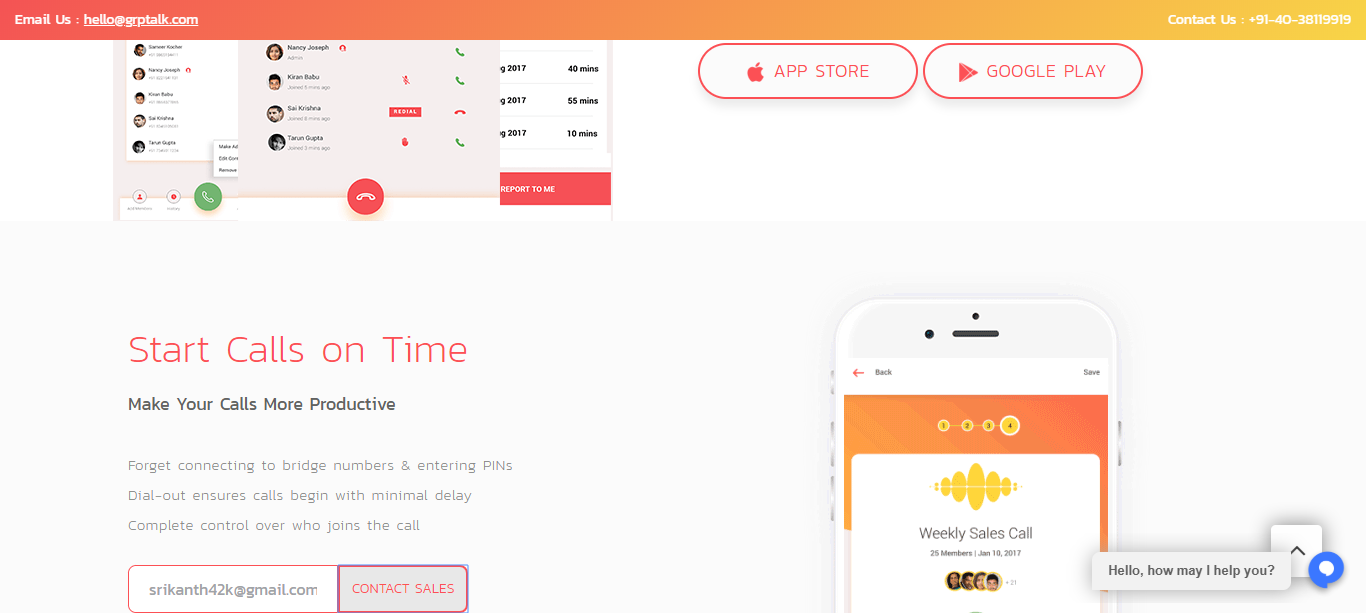 Email Us : hello@grptalk.com
Contact Us : +91-40-38119919
Sameer Kocher
Nancy Joseph
Kiran Babu
Sai Krishna
Tarun Gupta
Make Ad
Edit Con
Remove
Add Members
History
Nancy Joseph
Admin
Kiran Babu
Joined 5 mins ago
Sai Krishna
Joined 8 mins ago
REDIAL
Tarun Gupta
Joined 3 mins ago
g 2017 40 mins
g 2017 55 mins
g 2017 10 mins
REPORT TO ME
APP STORE
GOOGLE PLAY
Start Calls on Time
Make Your Calls More Productive
Forget connecting to bridge numbers & entering PINs
Dial-out ensures calls begin with minimal delay
Complete control over who joins the call
srikanth42k@gmail.com
CONTACT SALES
Back Save
1 2 3 4
Weekly Sales Call
25 Members | Jan 10, 2017
+ 21
Hello, how may I help you?